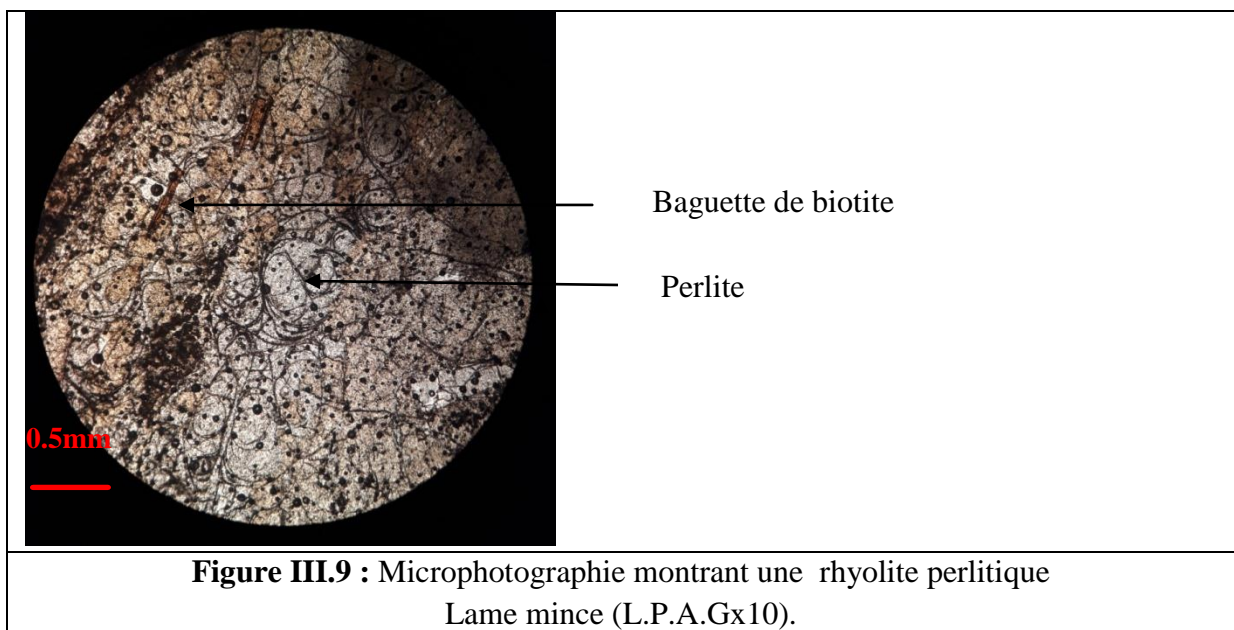 Baguette de biotite
Perlite
0.5mm
Figure III.9 : Microphotographie montrant une rhyolite perlitique
Lame mince (L.P.A.Gx10).